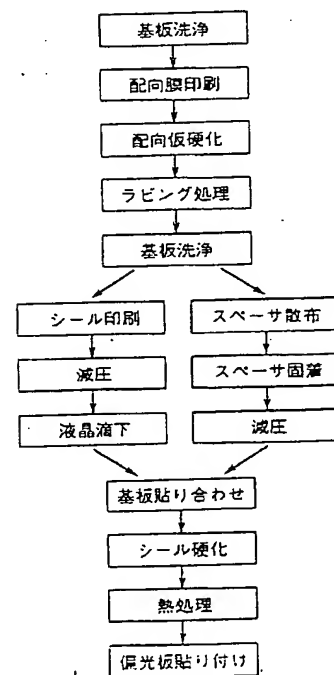 基板洗浄
配向膜印刷
配向仮硬化
ラビング処理
基板洗浄
シール印刷
減圧
液晶滴下
スペーサ散布
スペーサ固着
減圧
基板貼り合わせ
シール硬化
熱処理
偏光板貼り付け